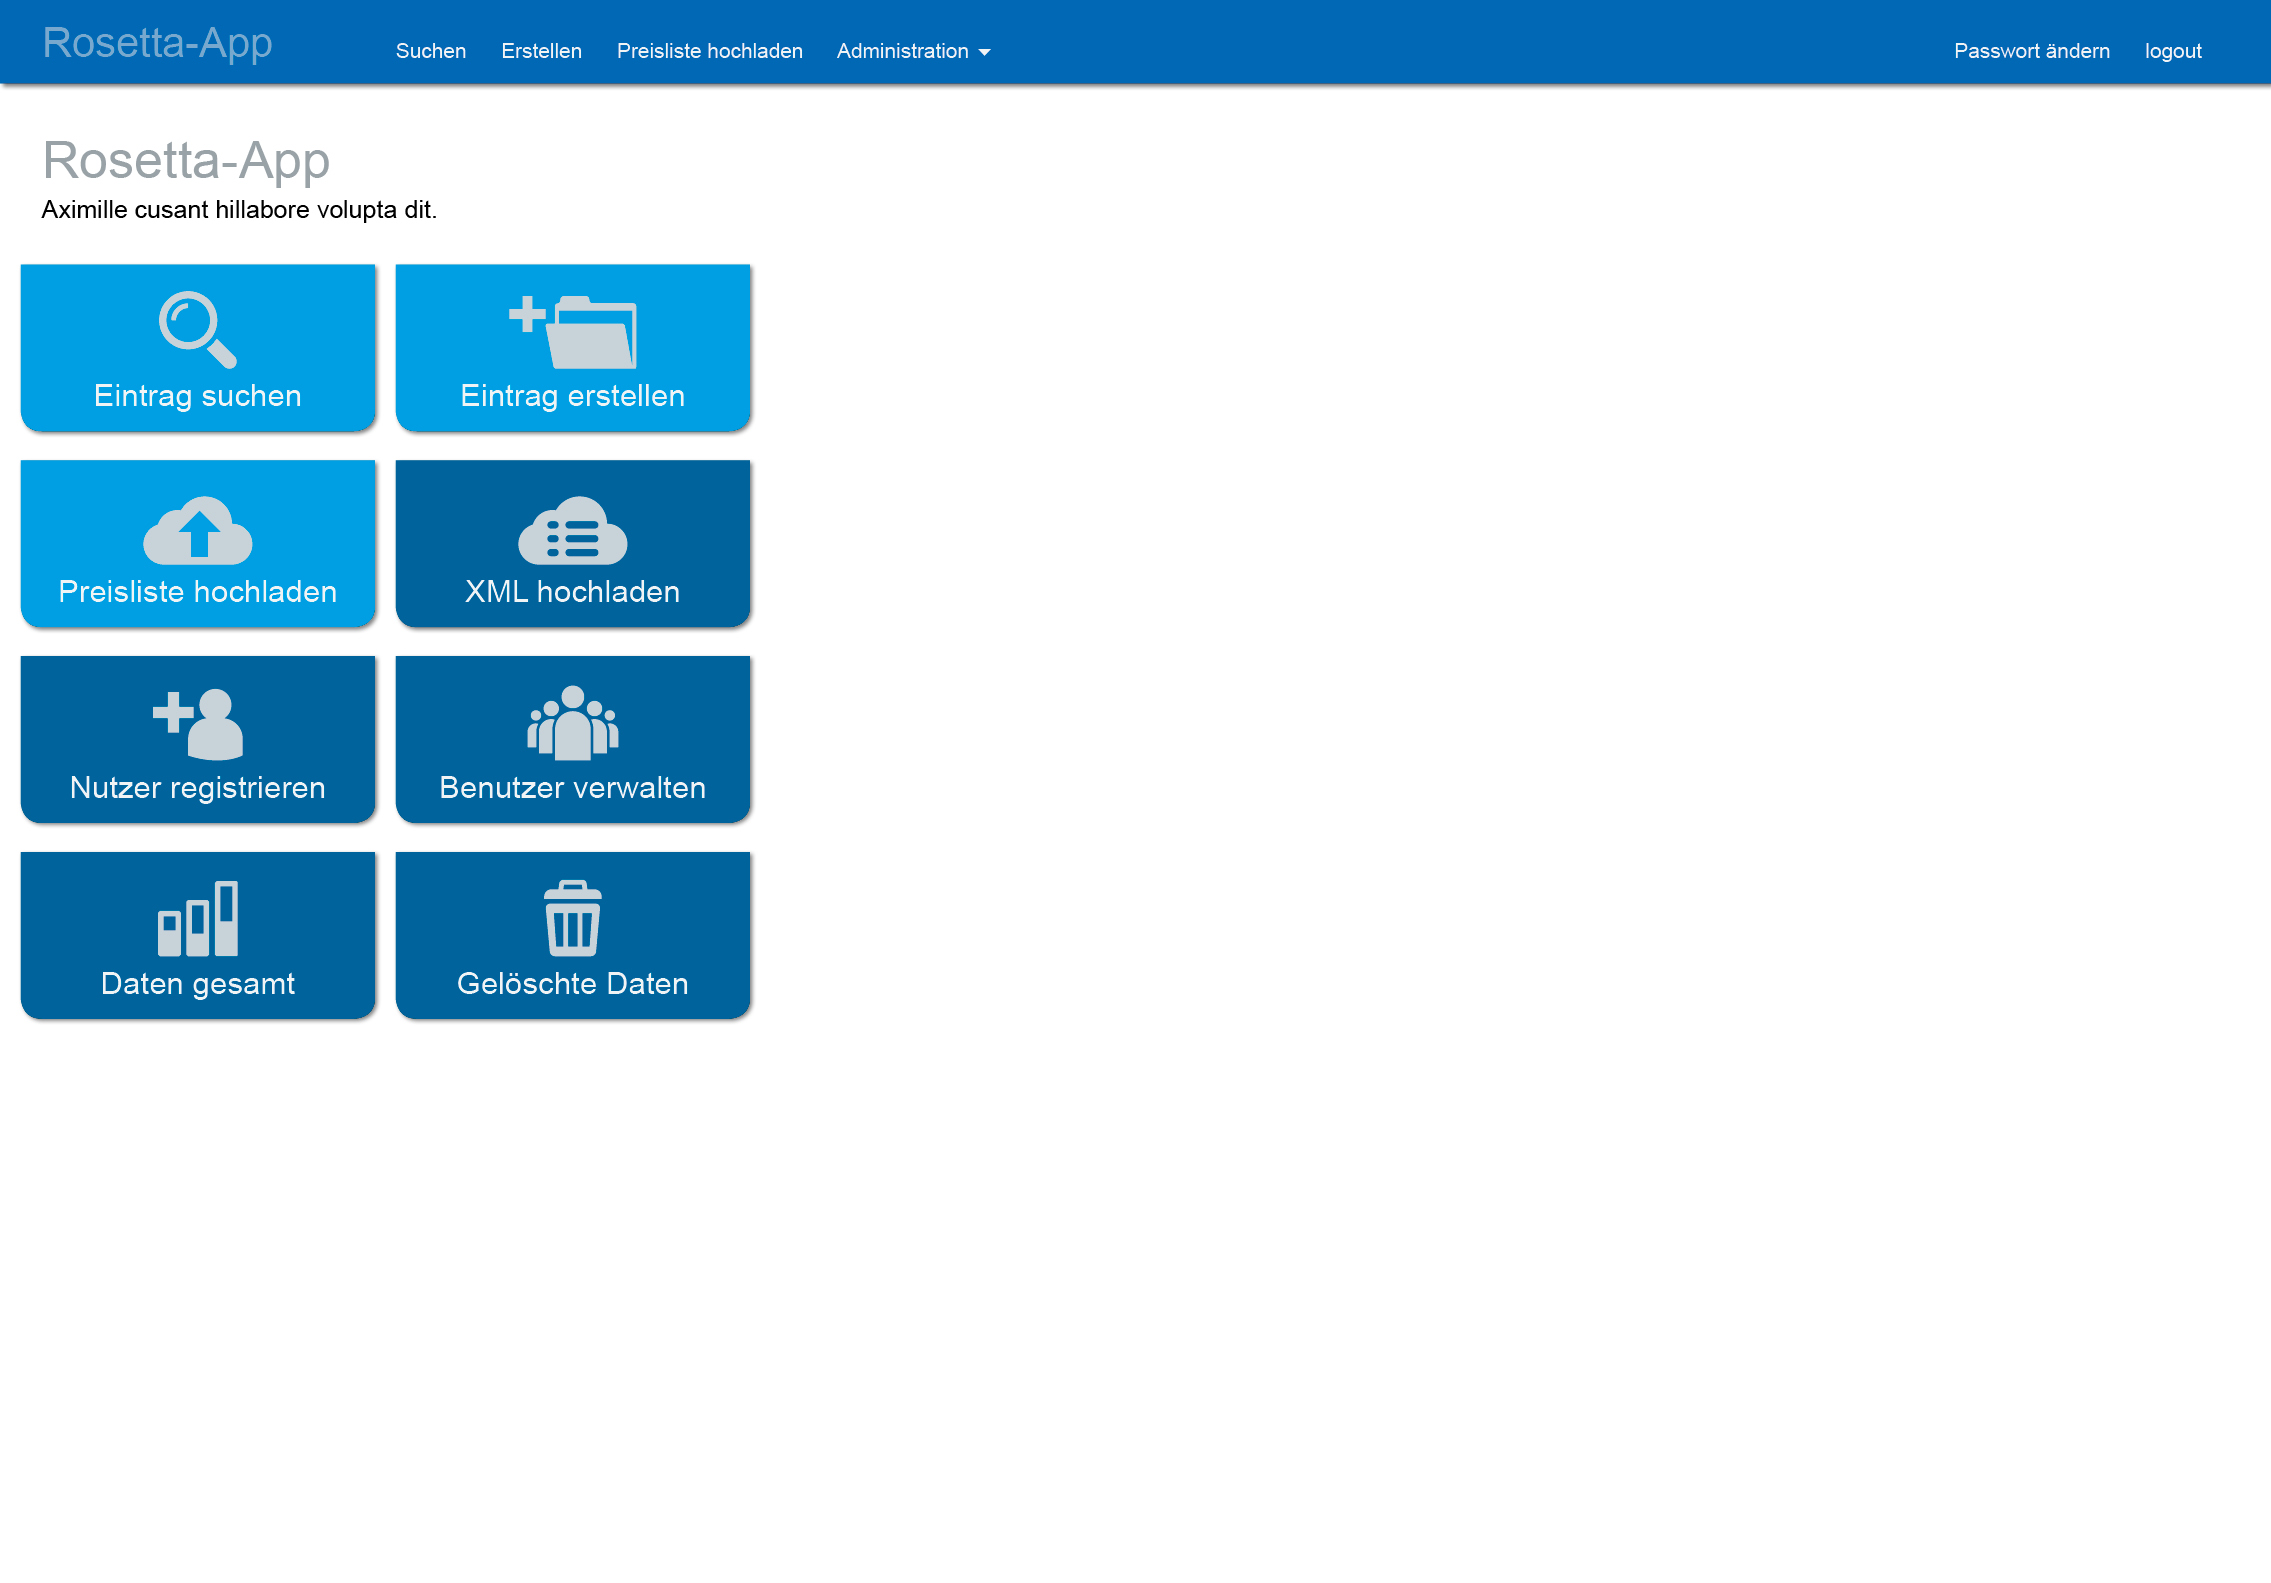 Rosetta-App
Suchen Erstellen Preisliste hochladen Administration Passwort ändern logout
Rosetta-App
Aximille cusant hillabore volupta dit.
Eintrag suchen Eintrag erstellen
Preisliste hochladen XML hochladen
Nutzer registrieren Benutzer verwalten
Daten gesamt Gelöschte Daten